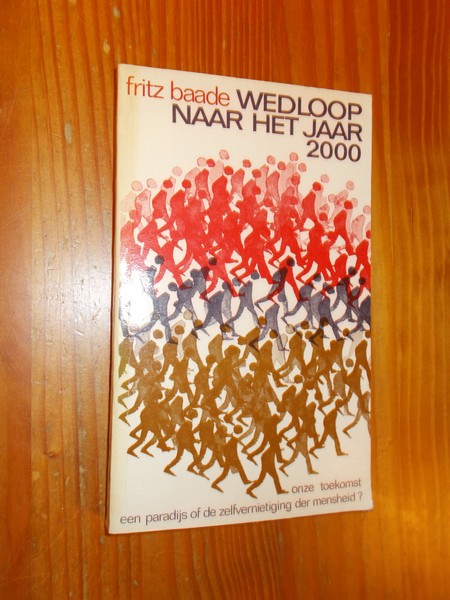 fritz baade WEDLOOP
NAAR HET JAAR
2000
onze toekomst
een paradijs of de zelfvernietiging der mensheid ?